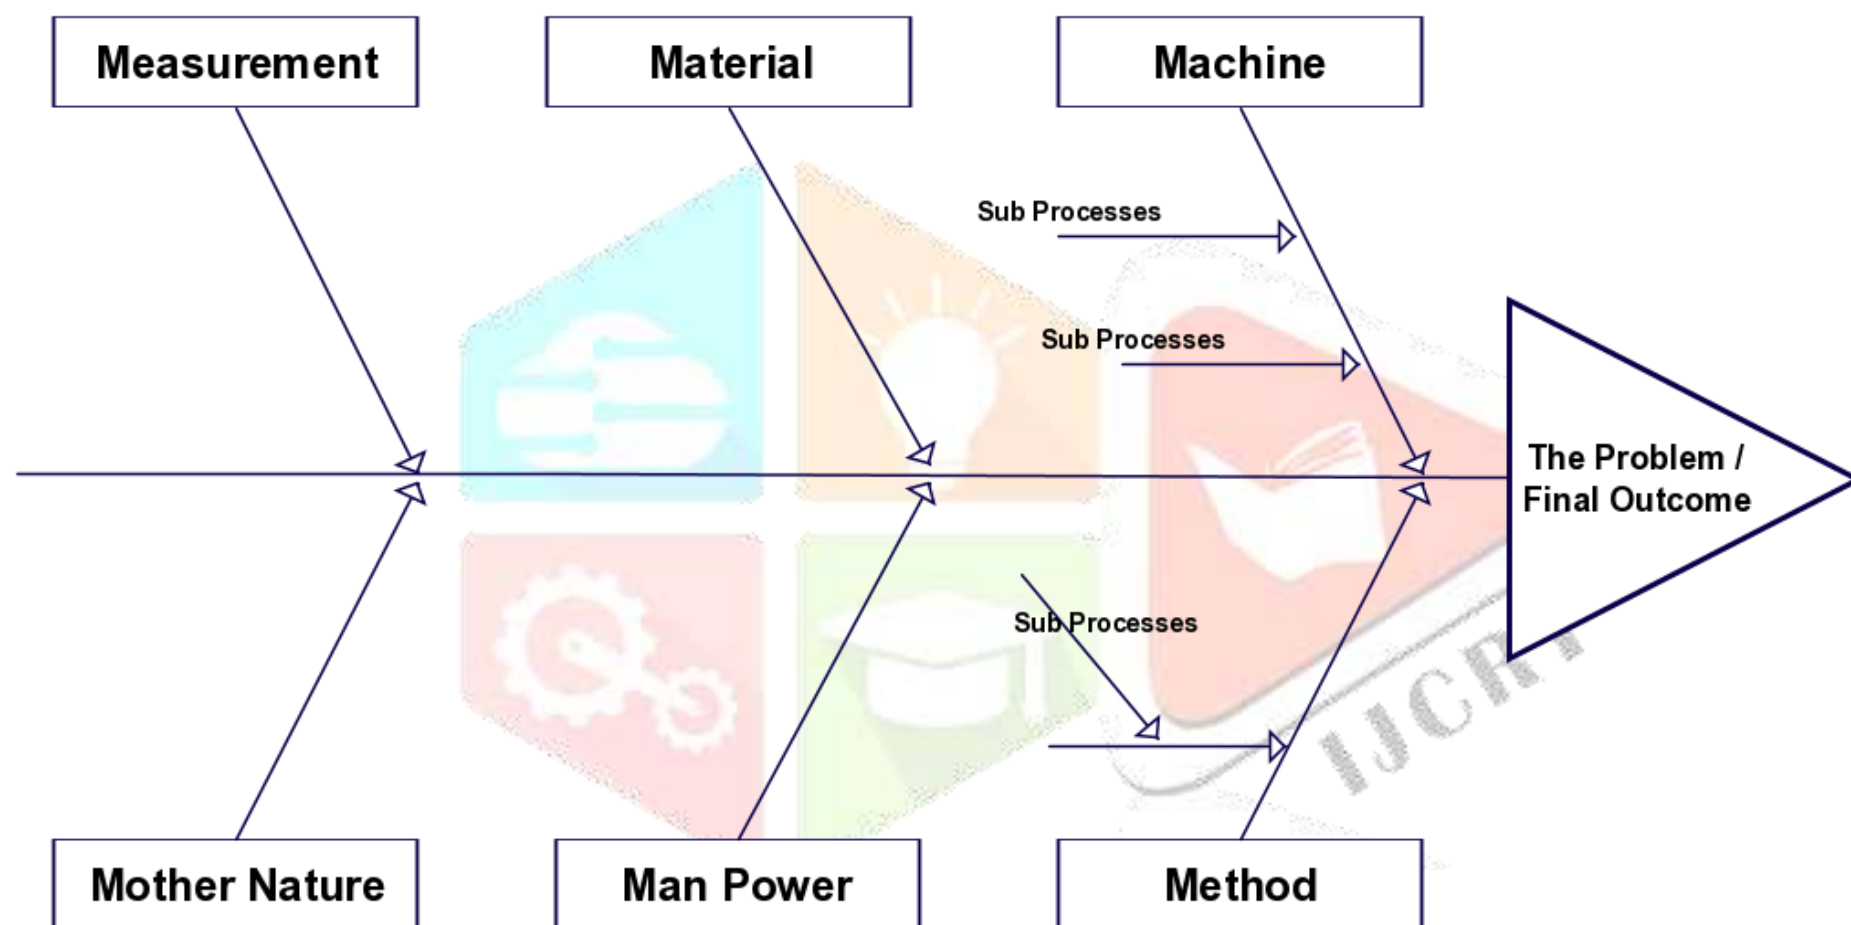 Measurement
Material
Machine
Sub Processes
Sub Processes
The Problem /
Final Outcome
Sub Processes
IJCRT
Mother Nature
Man Power
Method